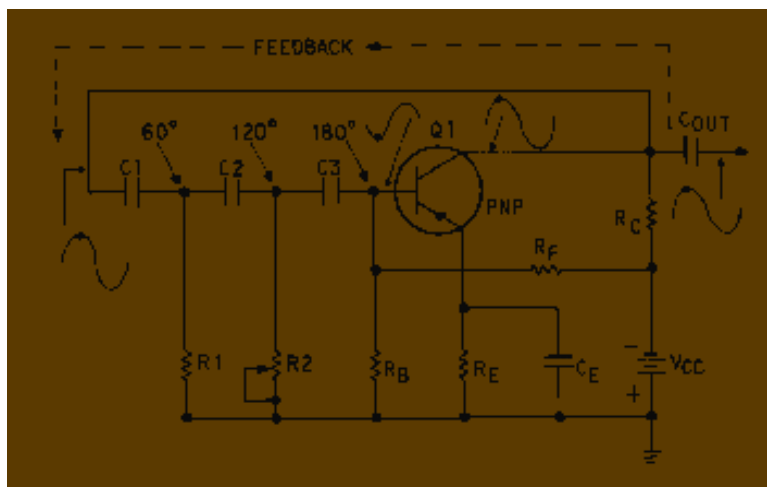 FEEDBACK
60° 120° 180° Q1 COUT
C1 C2 C3
PNP
RC
RF
R1 R2 RB RE CE VCC
-
+